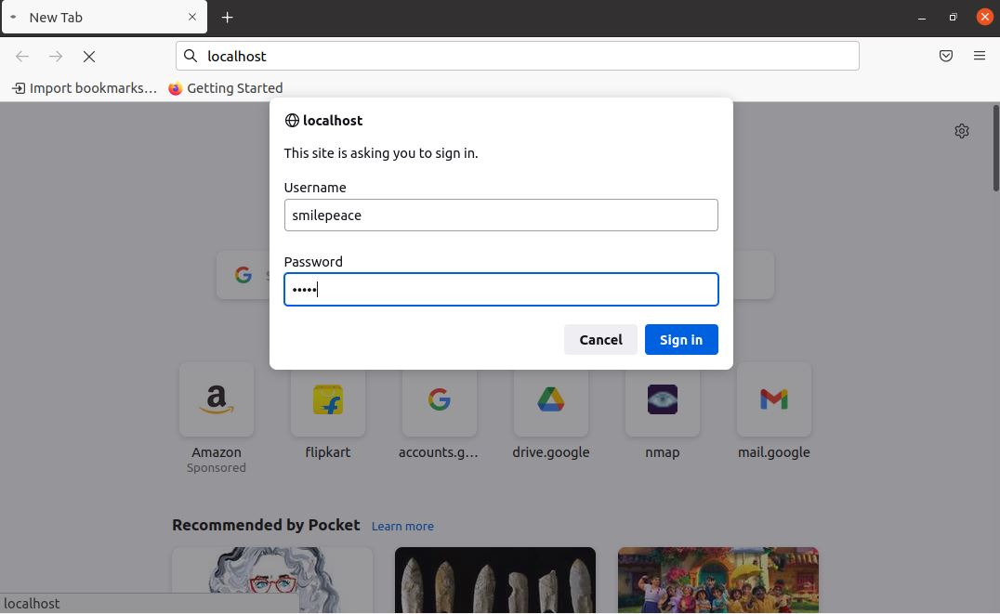 New Tab
localhost
Import bookmarks…
Getting Started
localhost
This site is asking you to sign in.
Username
smilepeace
Password
•••••
Cancel
Sign in
Amazon
Sponsored
flipkart
accounts.g…
drive.google
nmap
mail.google
Recommended by Pocket
Learn more
localhost